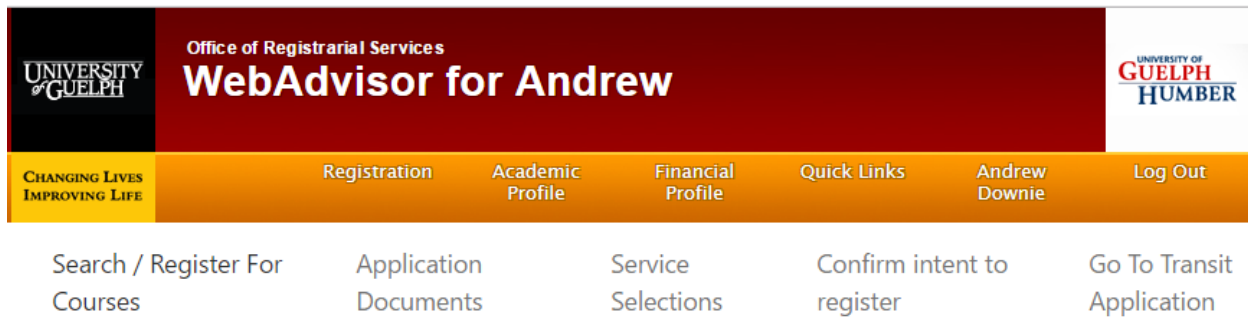 UNIVERSITY
of GUELPH
Office of Registrarial Services
WebAdvisor for Andrew
UNIVERSITY OF
GUELPH
HUMBER
CHANGING LIVES
IMPROVING LIFE
Registration
Academic
Profile
Financial
Profile
Quick Links
Andrew
Downie
Log Out
Search / Register For
Courses
Application
Documents
Service
Selections
Confirm intent to
register
Go To Transit
Application